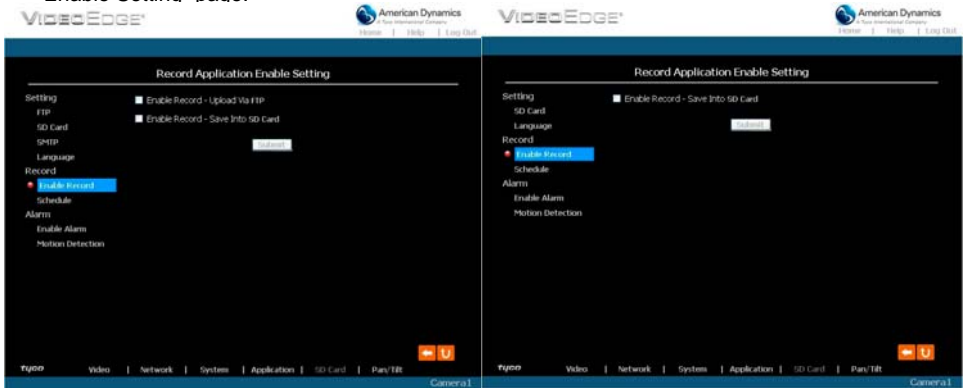 Enable Setting" page.
VIDEOEDGE
American Dynamics
A Tyco International Company
Home | Help | Log Out
Record Application Enable Setting
Setting
FTP
SD Card
SMTP
Language
Record
Enable Record
Schedule
Alarm
Enable Alarm
Motion Detection
Enable Record - Upload Via FTP
Enable Record - Save Into SD Card
Submit
tyco Video | Network | System | Application | SD Card | Pan/Tilt
Camera1
VIDEOEDGE
American Dynamics
A Tyco International Company
Home | Help | Log Out
Record Application Enable Setting
Setting
SD Card
Language
Record
Enable Record
Schedule
Alarm
Enable Alarm
Motion Detection
Enable Record - Save Into SD Card
Submit
tyco Video | Network | System | Application | SD Card | Pan/Tilt
Camera1